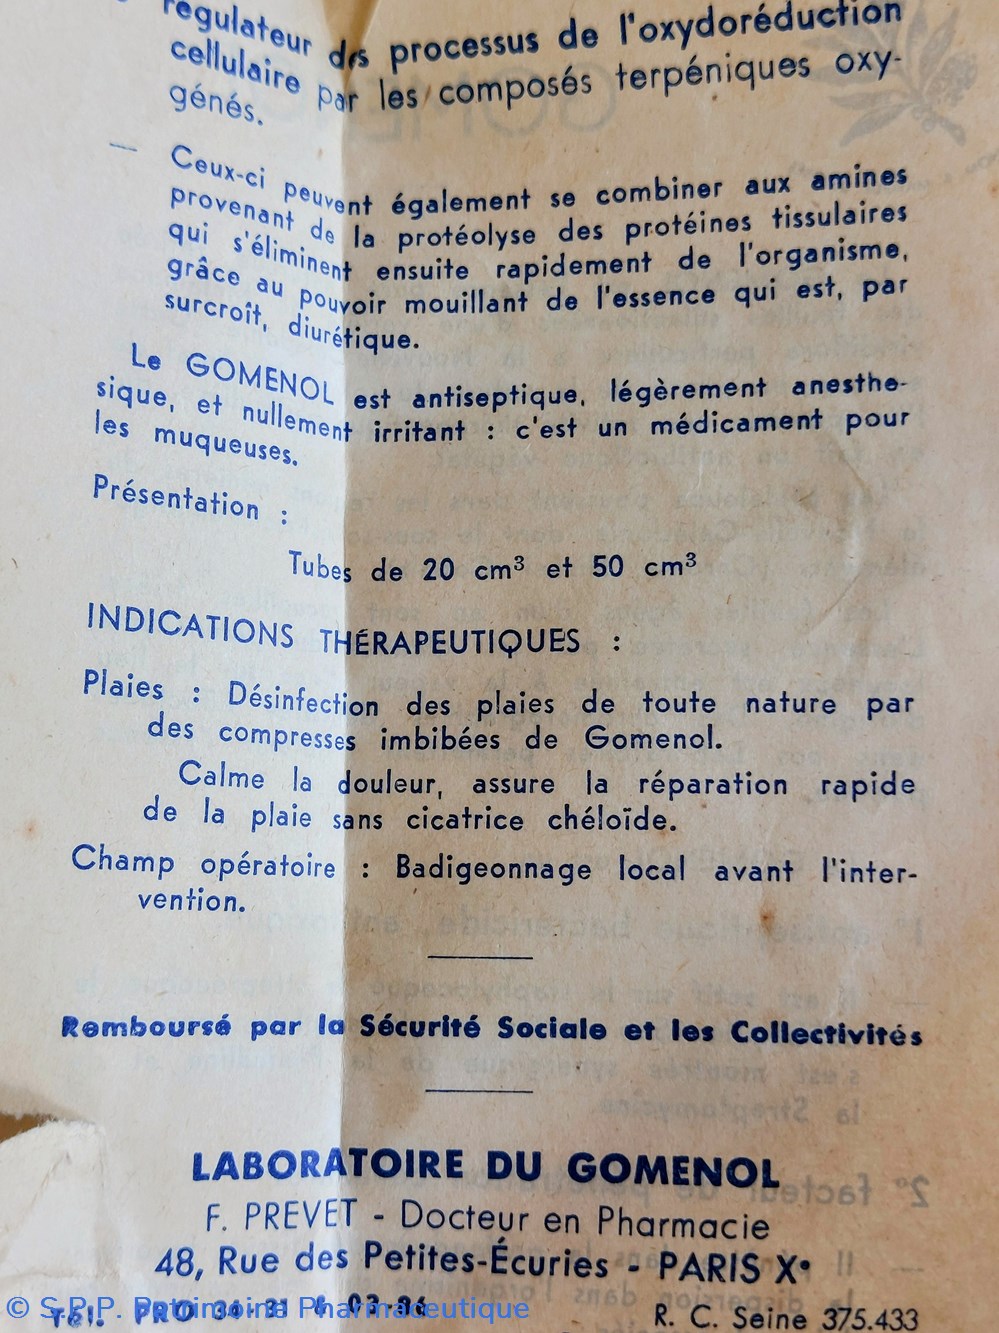 régulateur des processus de l'oxydoréduction
cellulaire par les composés terpéniques oxy-
génés.
— Ceux-ci peuvent également se combiner aux amines
provenant de la protéolyse des protéines tissulaires
qui s'éliminent ensuite rapidement de l'organisme,
grâce au pouvoir mouillant de l'essence qui est, par
surcroît, diurétique.
Le GOMENOL est antiseptique, légèrement anesthe-
sique, et nullement irritant : c'est un médicament pour
les muqueuses.
Présentation :
Tubes de 20 cm³ et 50 cm³
INDICATIONS THÉRAPEUTIQUES :
Plaies : Désinfection des plaies de toute nature par
des compresses imbibées de Gomenol.
Calme la douleur, assure la réparation rapide
de la plaie sans cicatrice chéloïde.
Champ opératoire : Badigeonnage local avant l'inter-
vention.
Remboursé par la Sécurité Sociale et les Collectivités
LABORATOIRE DU GOMENOL
F. PREVET - Docteur en Pharmacie
48, Rue des Petites-Écuries - PARIS Xe
Tél. PRO
R. C. Seine 375.433
© S.P.P. Patrimoine Pharmaceutique